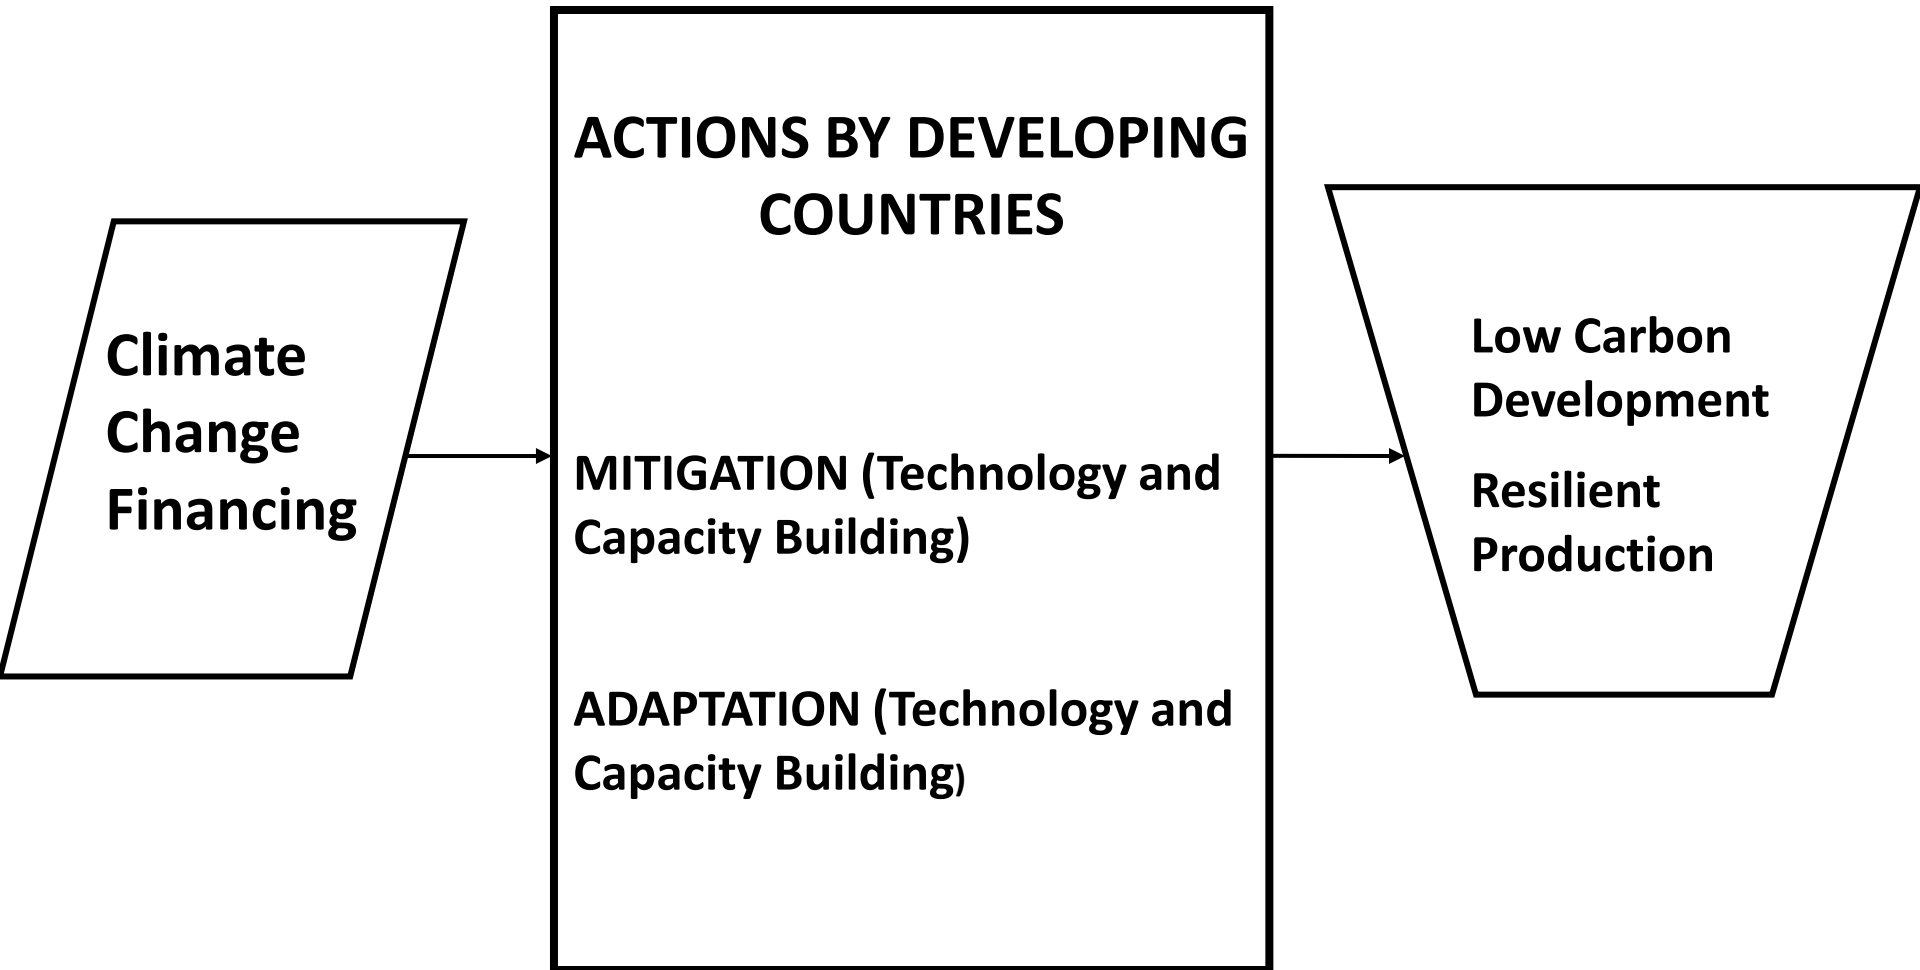 Climate
Change
Financing
ACTIONS BY DEVELOPING
COUNTRIES
MITIGATION (Technology and
Capacity Building)
ADAPTATION (Technology and
Capacity Building)
Low Carbon
Development
Resilient
Production